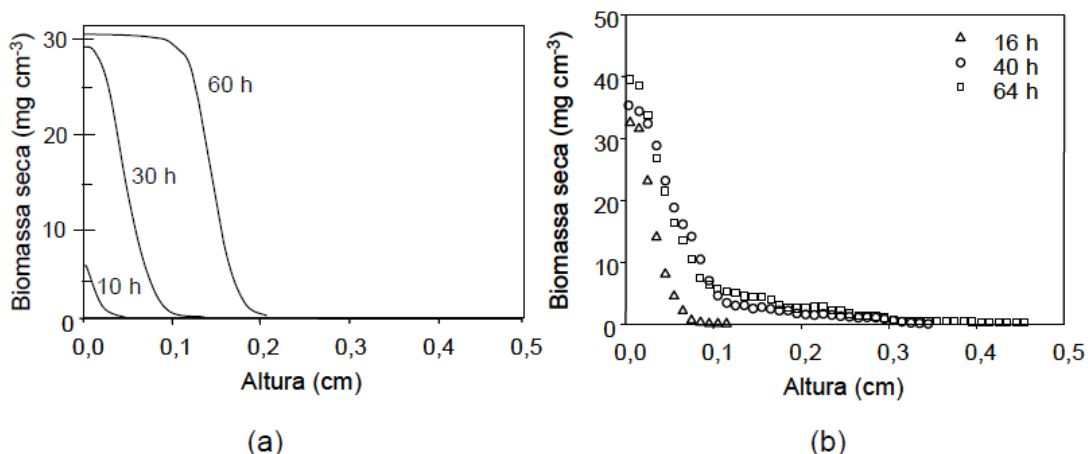 Biomassa seca (mg cm-3)
30
20
10
0
10 h
30 h
60 h
0,0 0,1 0,2 0,3 0,4 0,5
Altura (cm)
(a)
Biomassa seca (mg cm-3)
50
40
30
20
10
0
16 h
40 h
64 h
0,0 0,1 0,2 0,3 0,4 0,5
Altura (cm)
(b)